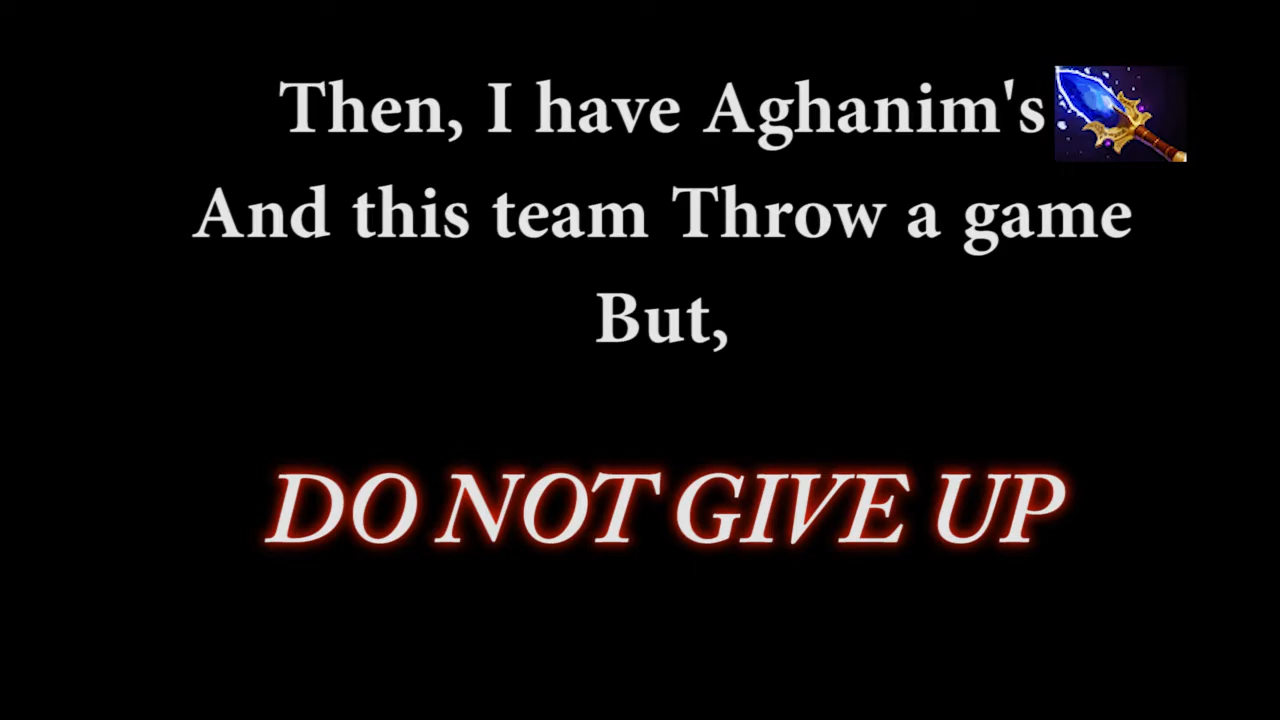 Then, I have Aghanim's
And this team Throw a game
But,
DO NOT GIVE UP